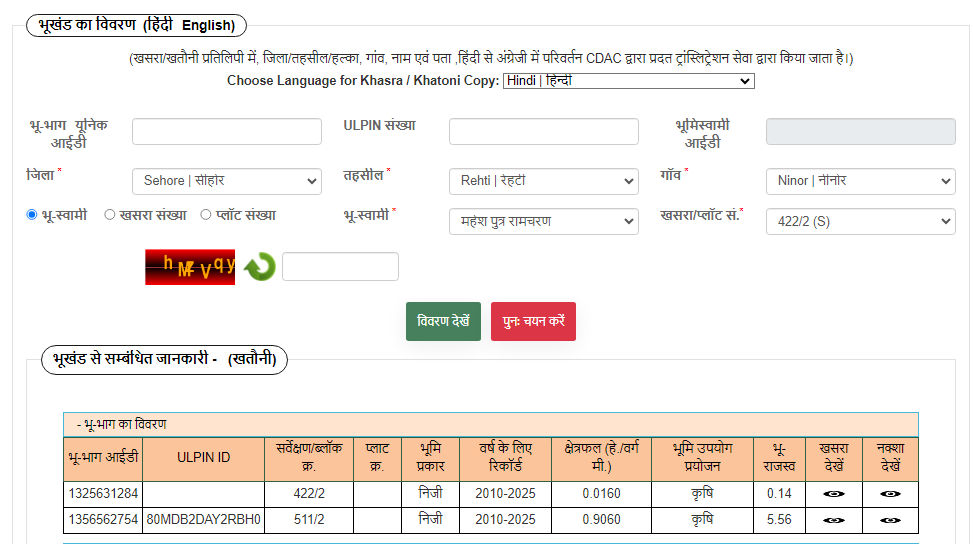 भूखंड का विवरण (हिंदी English)
(खसरा/खतौनी प्रतिलिपी में, जिला/तहसील/हल्का, गांव, नाम एवं पता ,हिंदी से अंग्रेजी में परिवर्तन CDAC द्वारा प्रदत ट्रांस्लिट्रेशन सेवा द्वारा किया जाता है।)
Choose Language for Khasra / Khatoni Copy: Hindi | हिन्दी
भू-भाग यूनिक आईडी ULPIN संख्या भूमिस्वामी आईडी
जिला * Sehore | सीहोर तहसील * Rehti | रेहटी गाँव * Ninor | नीनोर
भू-स्वामी खसरा संख्या प्लॉट संख्या भू-स्वामी * महेश पुत्र रामचरण खसरा/प्लॉट सं.* 422/2 (S)
विवरण देखें पुनः चयन करें
भूखंड से सम्बंधित जानकारी - (खतौनी)
- भू-भाग का विवरण
भू-भाग आईडी ULPIN ID सर्वेक्षण/ब्लॉक क्र. प्लाट क्र. भूमि प्रकार वर्ष के लिए रिकॉर्ड क्षेत्रफल (हे./वर्ग मी.) भूमि उपयोग प्रयोजन भू-राजस्व खसरा देखें नक्शा देखें
1325631284 422/2 निजी 2010-2025 0.0160 कृषि 0.14
1356562754 80MDB2DAY2RBH0 511/2 निजी 2010-2025 0.9060 कृषि 5.56